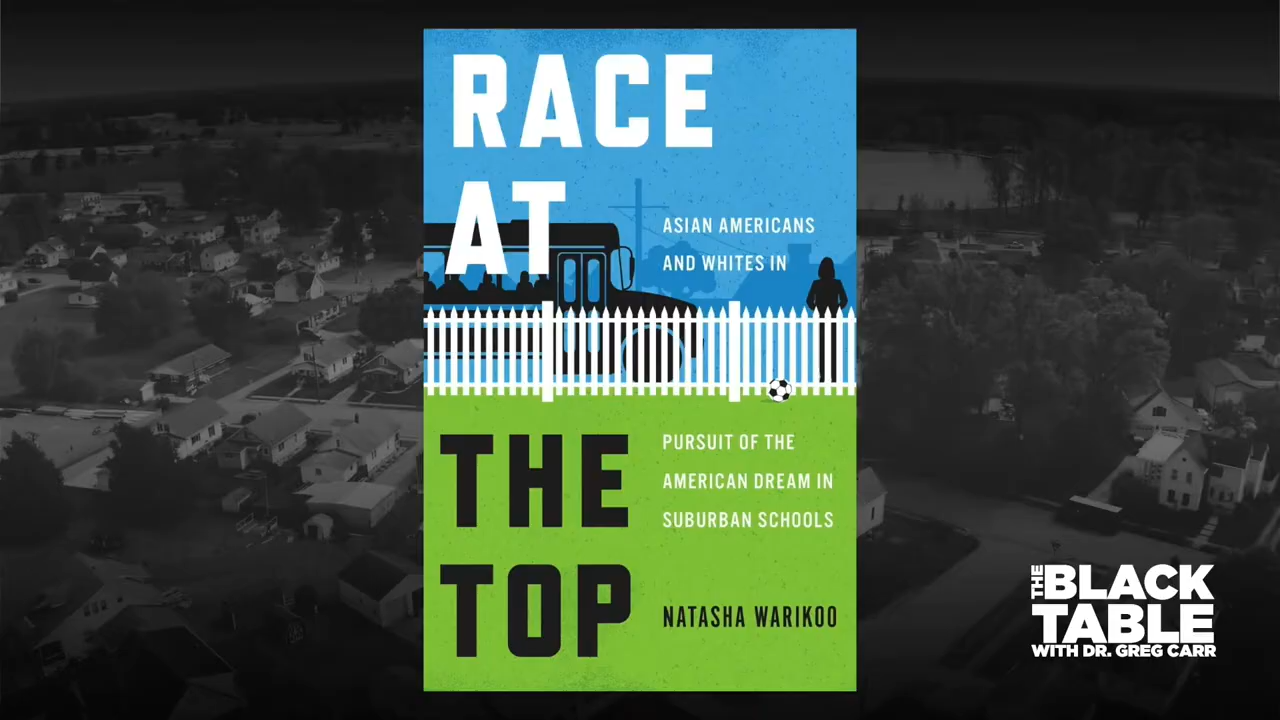 RACE
AT
ASIAN AMERICANS
AND WHITES IN
THE
PURSUIT OF THE
AMERICAN DREAM IN
SUBURBAN SCHOOLS
TOP
NATASHA WARIKOO
THE BLACK
TABLE
WITH DR. GREG CARR